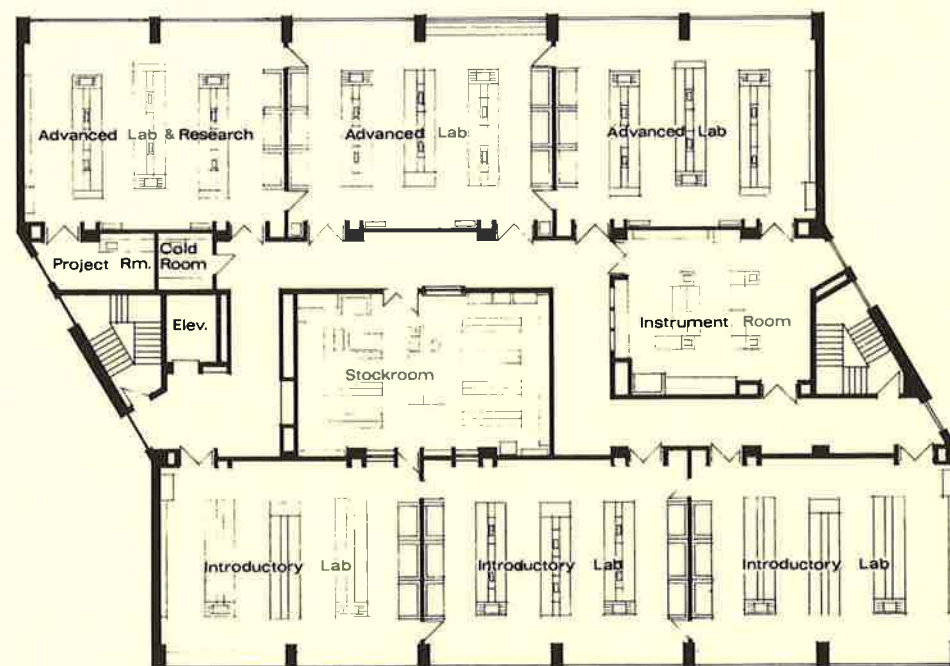 Advanced Lab & Research
Advanced Lab
Advanced Lab
Project Rm.
Cold
Room
Elev.
Instrument Room
Stockroom
Introductory Lab
Introductory Lab
Introductory Lab